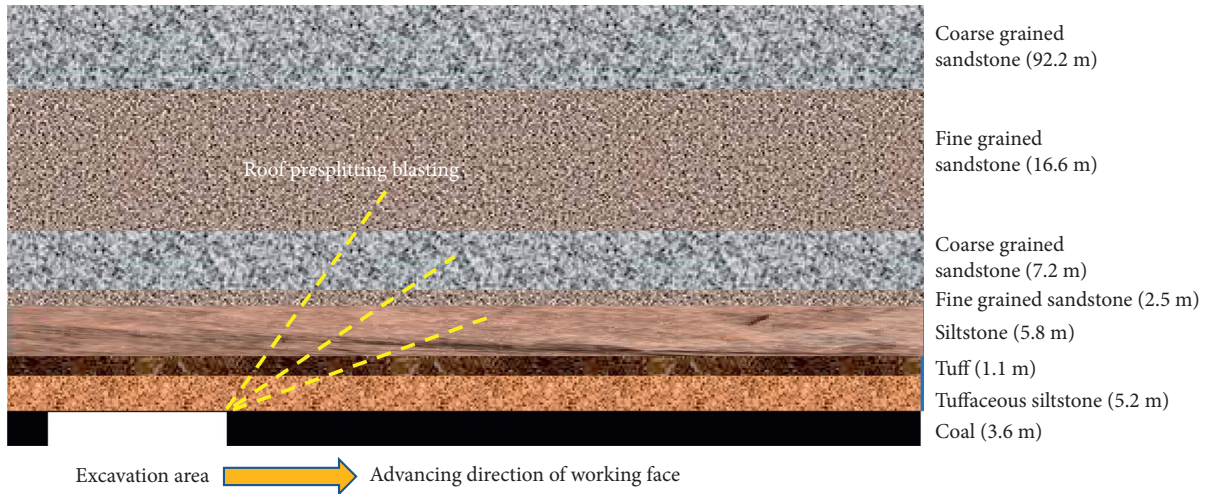 Coarse grained
sandstone (92.2 m)
Roof presplitting blasting
Fine grained
sandstone (16.6 m)
Coarse grained
sandstone (7.2 m)
Fine grained sandstone (2.5 m)
Siltstone (5.8 m)
Tuff (1.1 m)
Tuffaceous siltstone (5.2 m)
Coal (3.6 m)
Excavation area
Advancing direction of working face